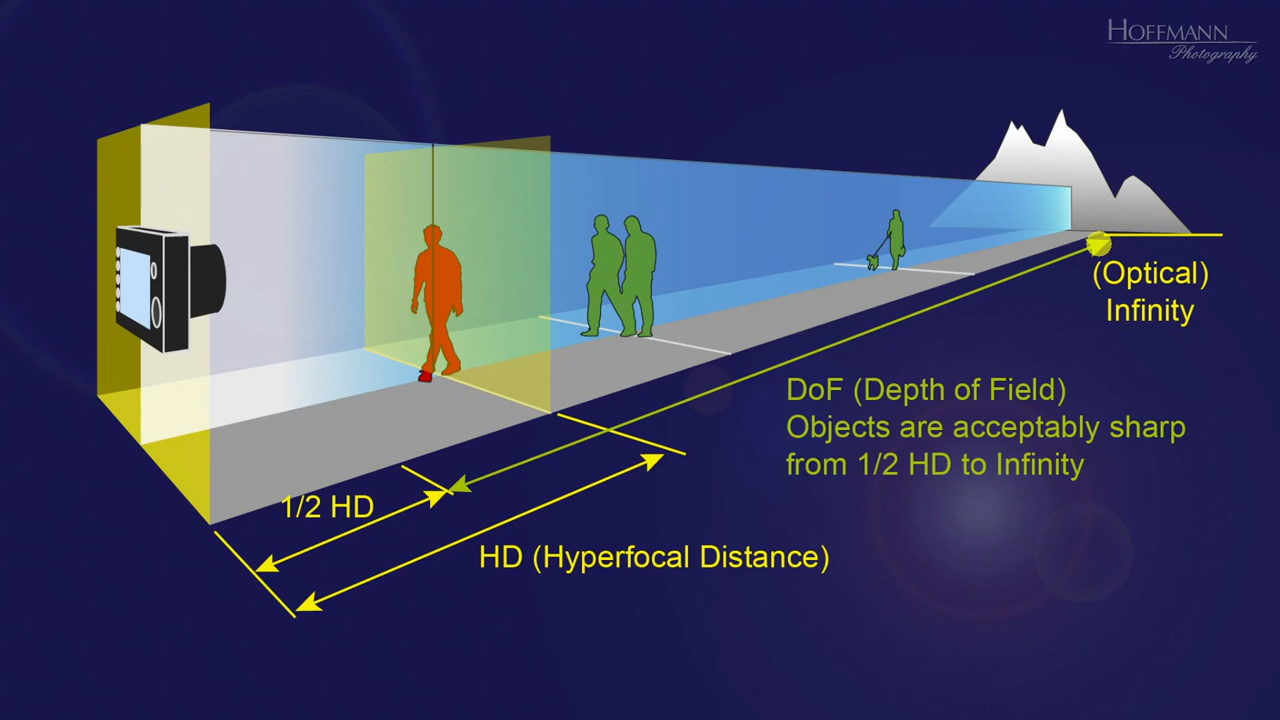 HOFFMANN
Photography
(Optical)
Infinity
DoF (Depth of Field)
Objects are acceptably sharp
from 1/2 HD to Infinity
1/2 HD
HD (Hyperfocal Distance)